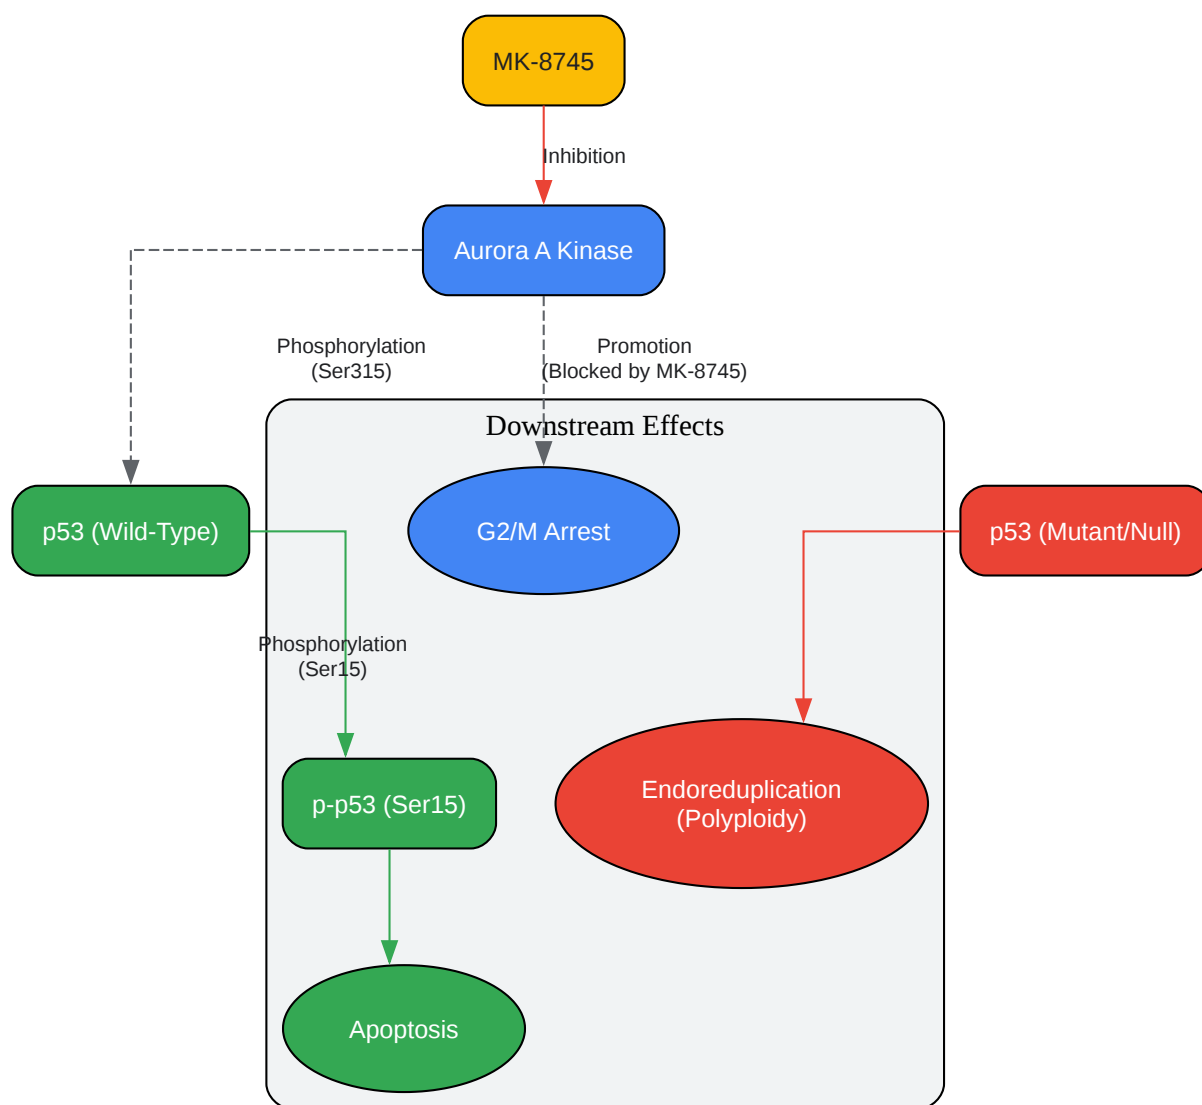 MK-8745
Inhibition
Aurora A Kinase
Phosphorylation
(Ser315)
Promotion
(Blocked by MK-8745)
Downstream Effects
p53 (Wild-Type)
G2/M Arrest
p53 (Mutant/Null)
Phosphorylation
(Ser15)
p-p53 (Ser15)
Endoreduplication
(Polyploidy)
Apoptosis